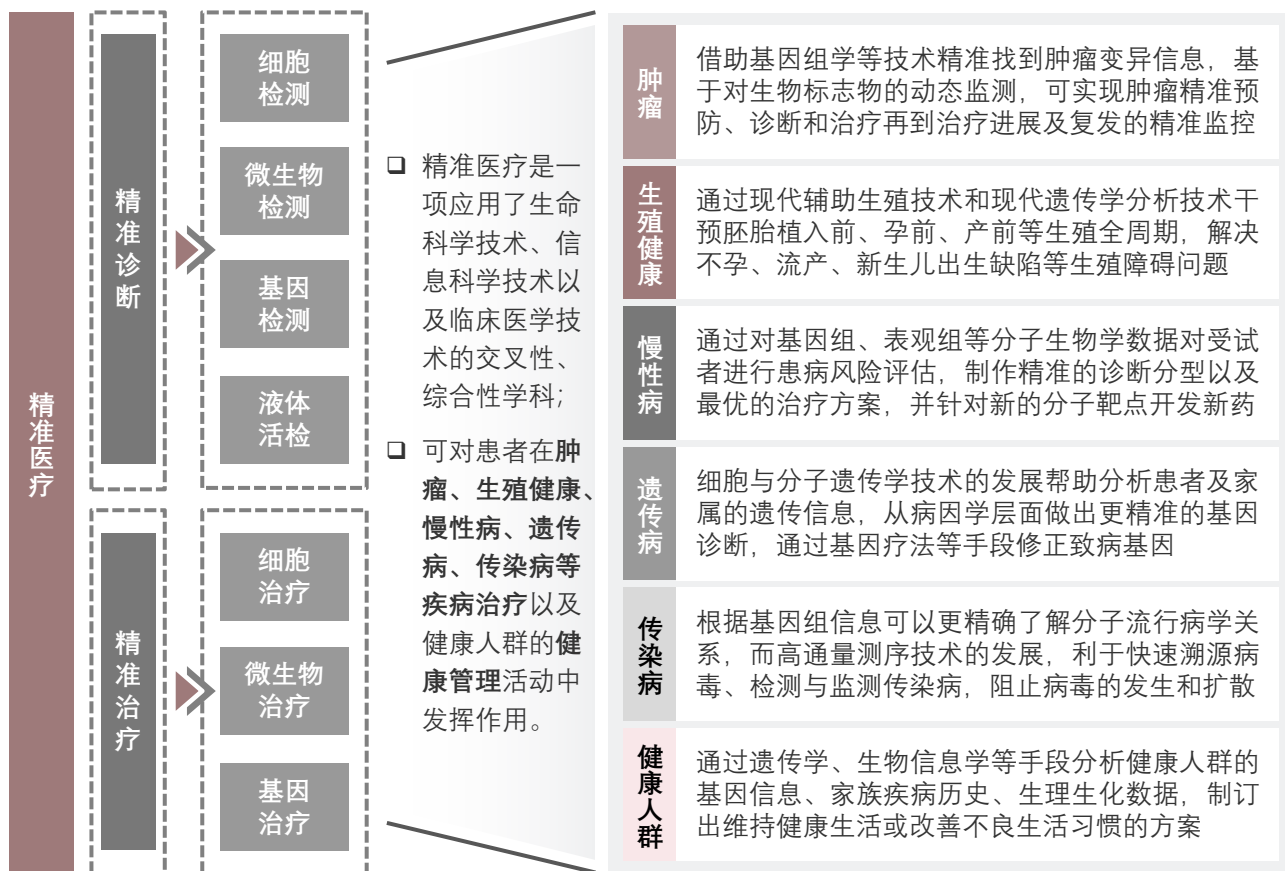 精准医疗
精准诊断
细胞
检测
微生物
检测
基因
检测
液体
活检
精准治疗
细胞
治疗
微生物
治疗
基因
治疗
精准医疗是一
项应用了生命
科学技术、信
息科学技术以
及临床医学技
术的交叉性、
综合性学科;
可对患者在肿
瘤、生殖健康、
慢性病、遗传
病、传染病等
疾病治疗以及
健康人群的健
康管理活动中
发挥作用。
肿瘤
借助基因组学等技术精准找到肿瘤变异信息，基
于对生物标志物的动态监测，可实现肿瘤精准预
防、诊断和治疗再到治疗进展及复发的精准监控
生殖健康
通过现代辅助生殖技术和现代遗传学分析技术干
预胚胎植入前、孕前、产前等生殖全周期，解决
不孕、流产、新生儿出生缺陷等生殖障碍问题
慢性病
通过对基因组、表观组等分子生物学数据对受试
者进行患病风险评估，制作精准的诊断分型以及
最优的治疗方案，并针对新的分子靶点开发新药
遗传病
细胞与分子遗传学技术的发展帮助分析患者及家
属的遗传信息，从病因学层面做出更精准的基因
诊断，通过基因疗法等手段修正致病基因
传染病
根据基因组信息可以更精确了解分子流行病学关
系，而高通量测序技术的发展，利于快速溯源病
毒、检测与监测传染病，阻止病毒的发生和扩散
健康人群
通过遗传学、生物信息学等手段分析健康人群的
基因信息、家族疾病历史、生理生化数据，制订
出维持健康生活或改善不良生活习惯的方案